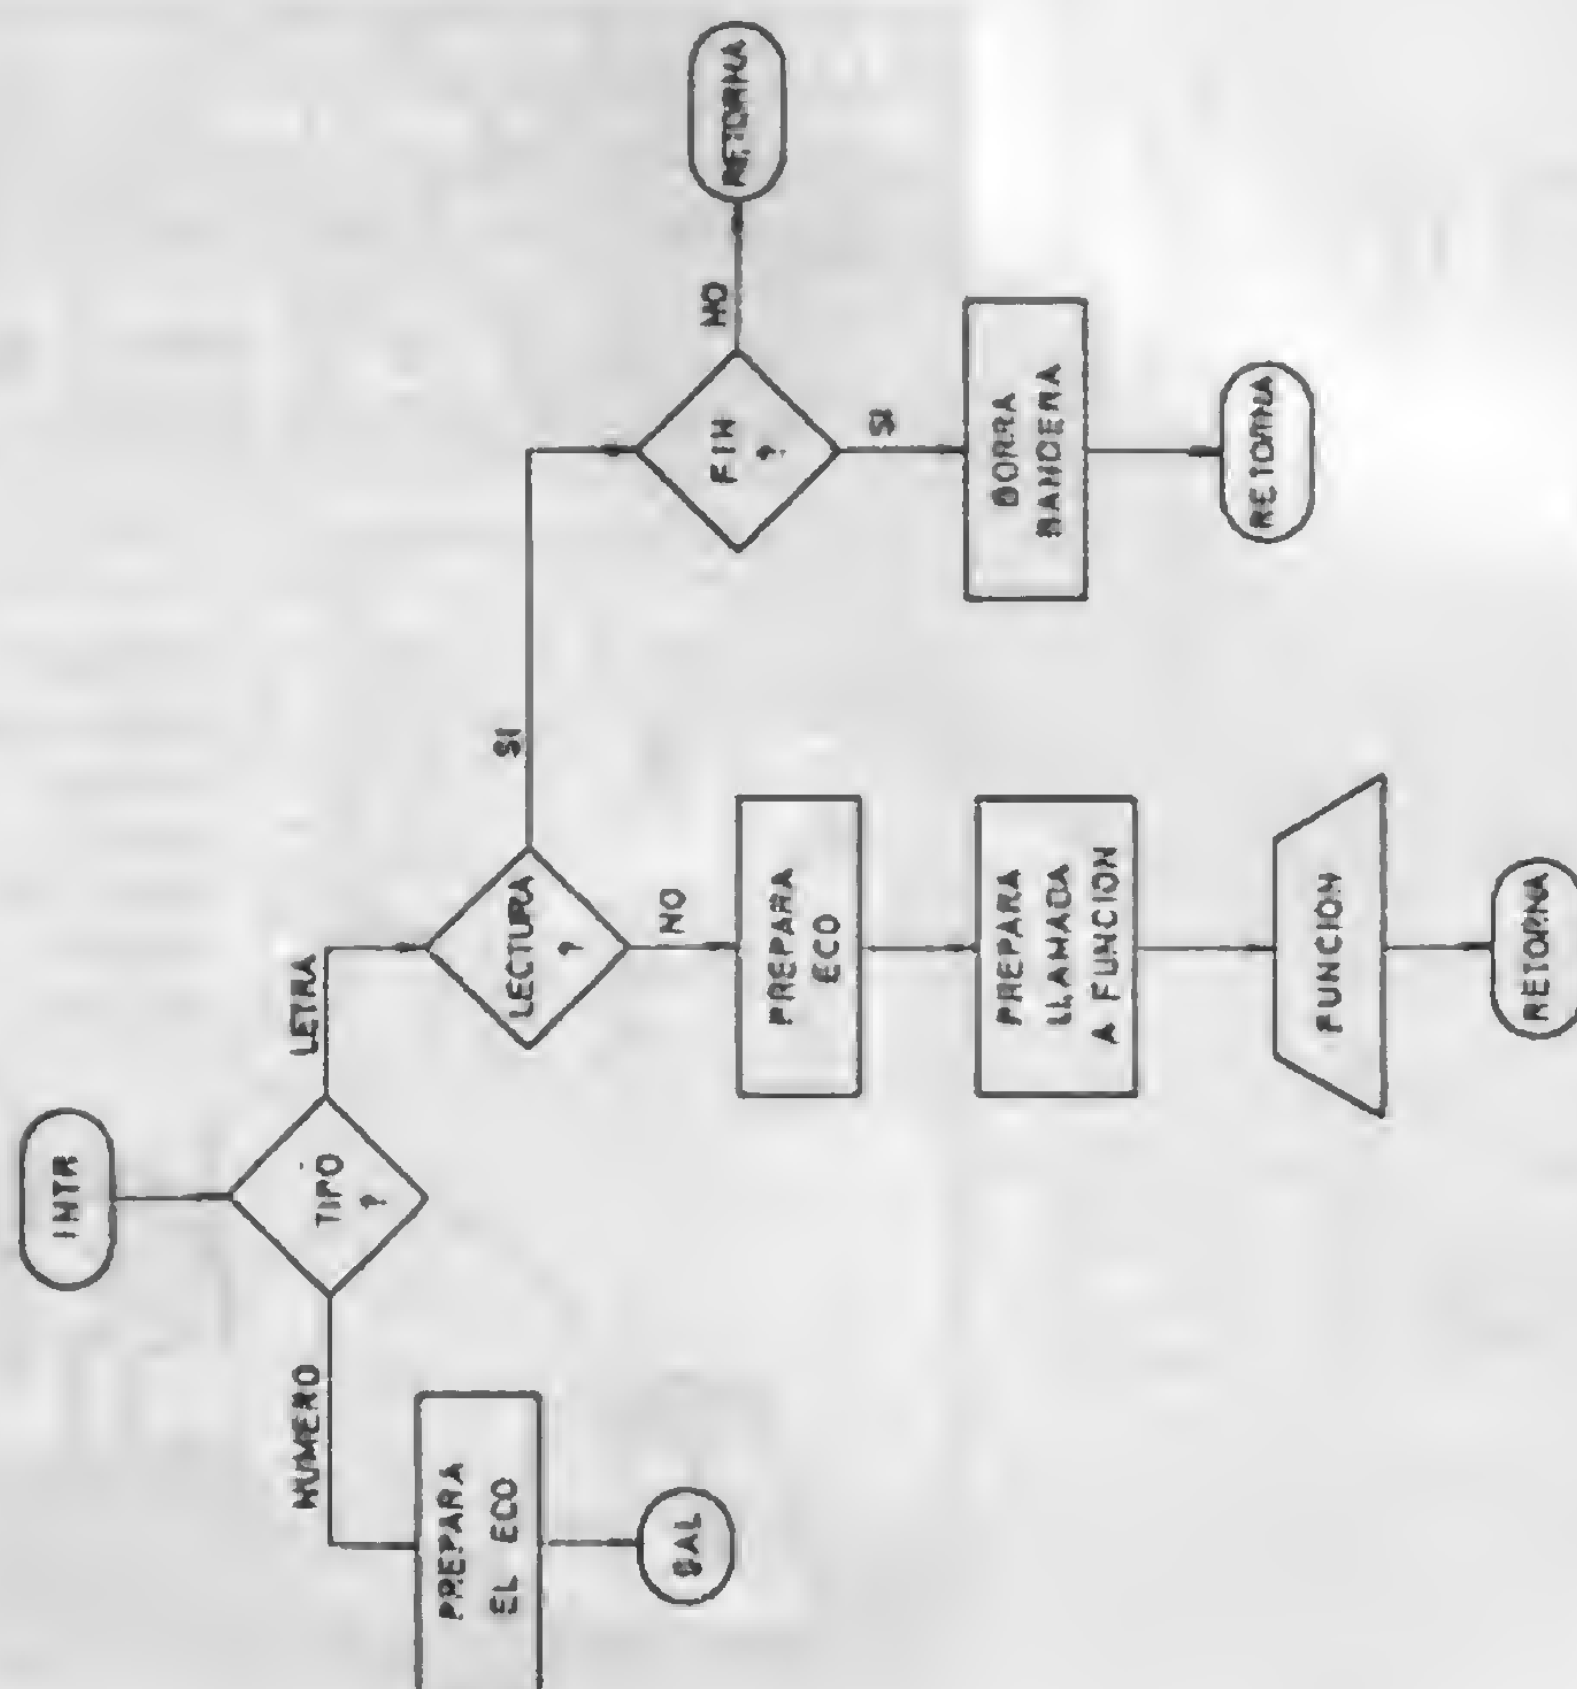 INTR
TIPO
?
NUMERO
LETRA
PREPARA
EL ECO
LECTURA
?
SI
NO
FIN
?
NO
RETORNA
SI
BORRA
BANDERA
RETORNA
PREPARA
ECO
PREPARA
LLAMADA
A FUNCION
FUNCION
RETORNA